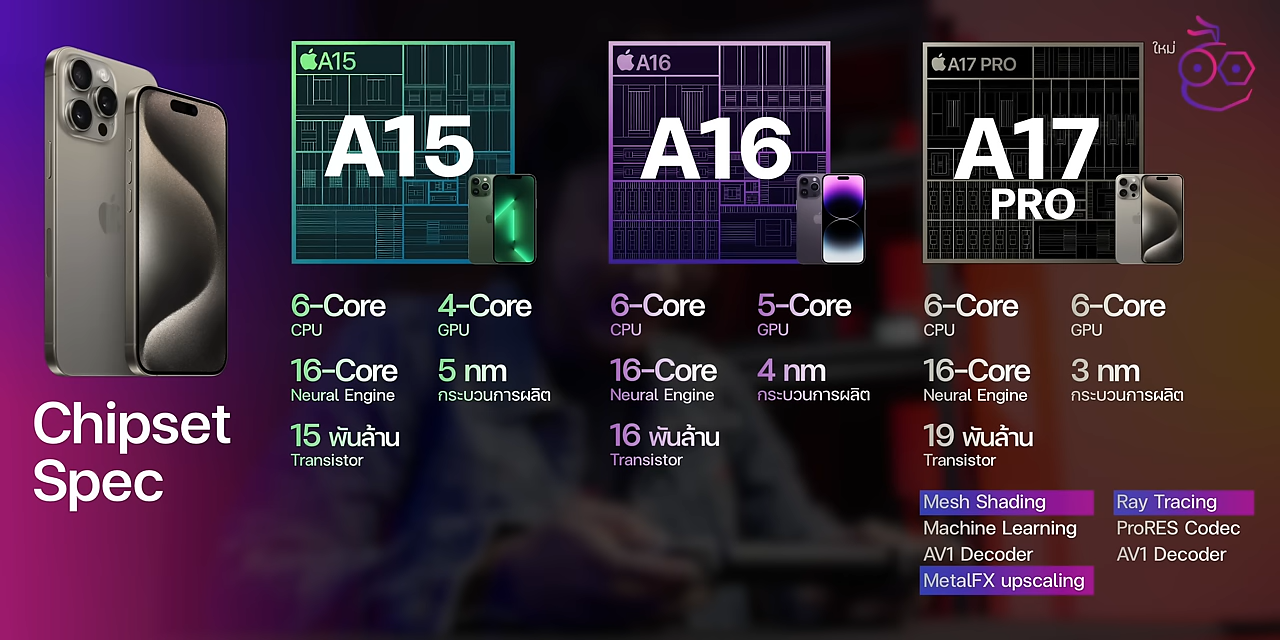 Chipset
Spec
A15
A15
6-Core
CPU
4-Core
GPU
16-Core
Neural Engine
5 nm
กระบวนการผลิต
15 พันล้าน
Transistor
A16
A16
6-Core
CPU
5-Core
GPU
16-Core
Neural Engine
4 nm
กระบวนการผลิต
16 พันล้าน
Transistor
ใหม่
A17 PRO
A17
PRO
6-Core
CPU
6-Core
GPU
16-Core
Neural Engine
3 nm
กระบวนการผลิต
19 พันล้าน
Transistor
Mesh Shading
Ray Tracing
Machine Learning
ProRES Codec
AV1 Decoder
AV1 Decoder
MetalFX upscaling